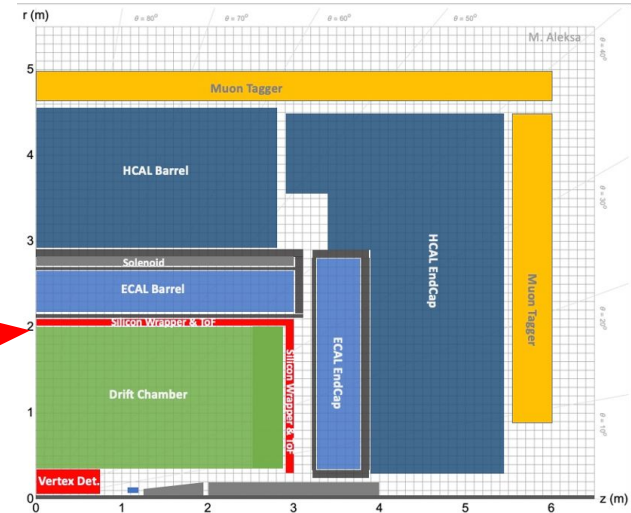 r (m)
θ = 80°
θ = 70°
θ = 60°
θ = 50°
M. Aleksa
θ = 40°
5
Muon Tagger
4
HCAL Barrel
θ = 30°
3
Solenoid
HCAL EndCap
ECAL Barrel
Muon Tagger
2
Silicon Wrapper & ToF
θ = 20°
Silicon Wrapper & ToF
ECAL EndCap
Drift Chamber
1
θ = 10°
Vertex Det.
0
0
1
2
3
4
5
6
z (m)